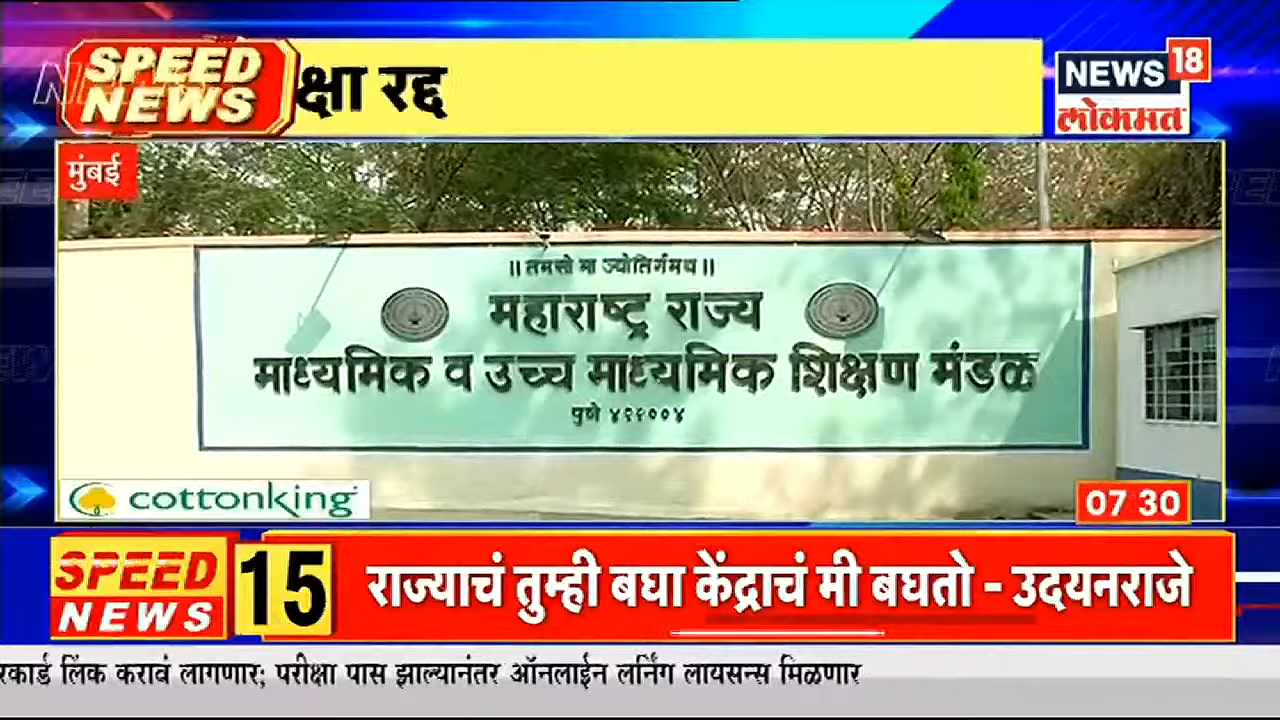 SPEED
NEWS
क्षा रद्द
NEWS 18
लोकमत
मुंबई
।। तमसो मा ज्योतिर्गमय ।।
महाराष्ट्र राज्य
माध्यमिक व उच्च माध्यमिक शिक्षण मंडळ
पुणे ४११००४
cottonking
07 30
SPEED
NEWS
15
राज्याचं तुम्ही बघा केंद्राचं मी बघतो - उदयनराजे
रकार्ड लिंक करावं लागणार; परीक्षा पास झाल्यानंतर ऑनलाईन लर्निंग लायसन्स मिळणार